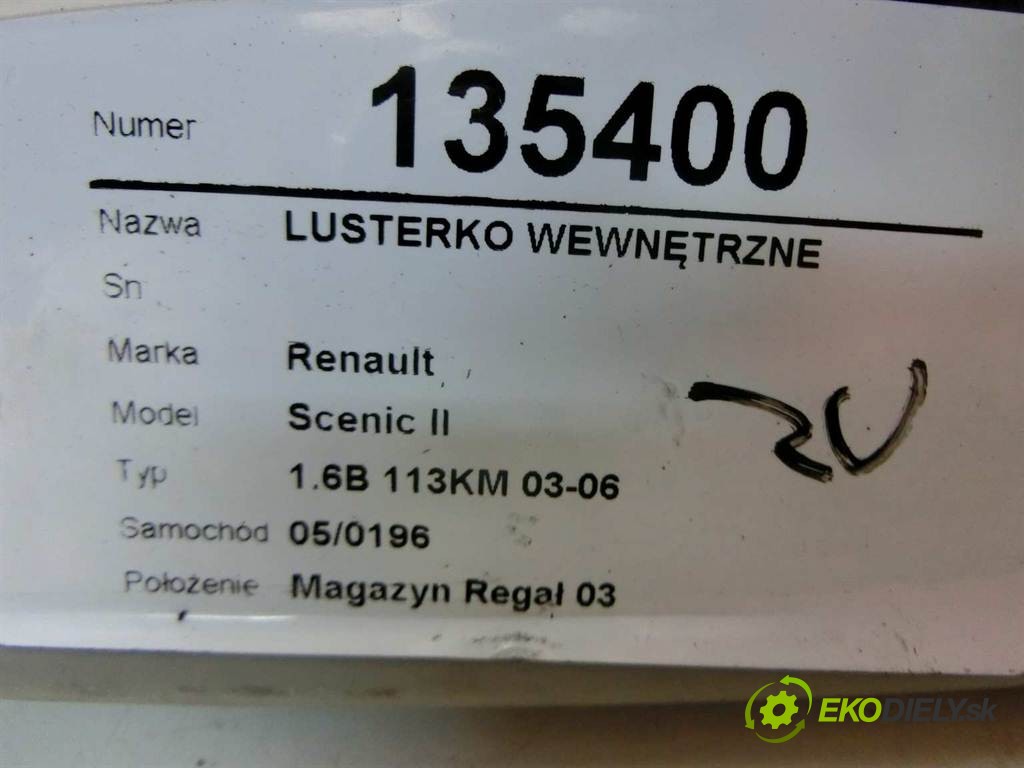 Numer 135400
Nazwa LUSTERKO WEWNĘTRZNE
Sn
Marka Renault
Model Scenic II
Typ 1.6B 113KM 03-06
Samochód 05/0196
Położenie Magazyn Regał 03
EKODIELY.sk